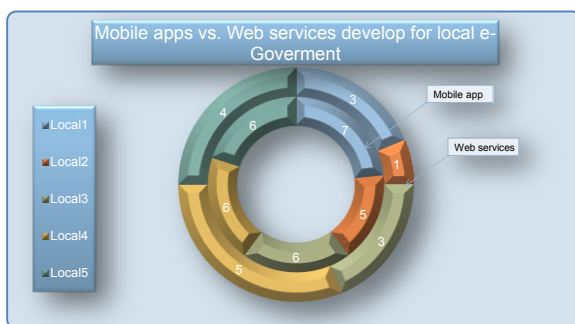 Mobile apps vs. Web services develop for local e-
Goverment
Local1
Local2
Local3
Local4
Local5
Mobile app
Web services
3
1
3
5
4
7
5
6
6
6